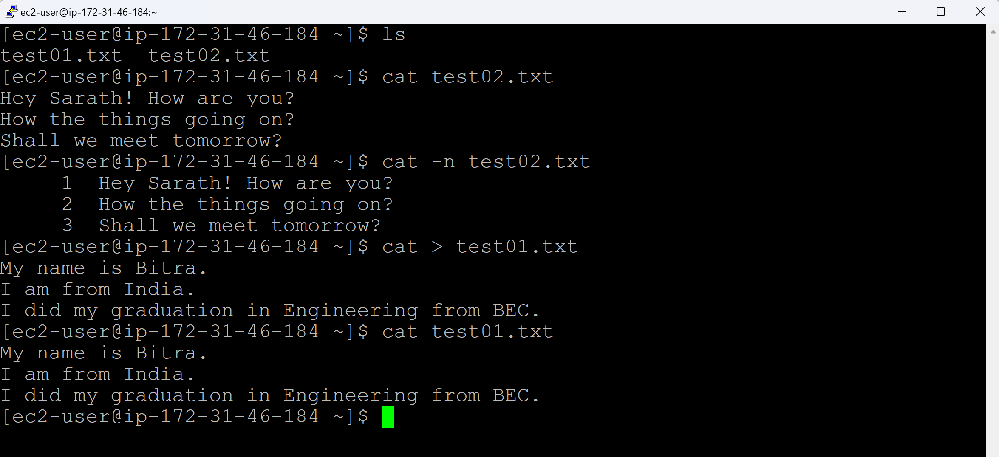 ec2-user@ip-172-31-46-184:~
[ec2-user@ip-172-31-46-184 ~]$ ls
test01.txt  test02.txt
[ec2-user@ip-172-31-46-184 ~]$ cat test02.txt
Hey Sarath! How are you?
How the things going on?
Shall we meet tomorrow?
[ec2-user@ip-172-31-46-184 ~]$ cat -n test02.txt
     1  Hey Sarath! How are you?
     2  How the things going on?
     3  Shall we meet tomorrow?
[ec2-user@ip-172-31-46-184 ~]$ cat > test01.txt
My name is Bitra.
I am from India.
I did my graduation in Engineering from BEC.
[ec2-user@ip-172-31-46-184 ~]$ cat test01.txt
My name is Bitra.
I am from India.
I did my graduation in Engineering from BEC.
[ec2-user@ip-172-31-46-184 ~]$